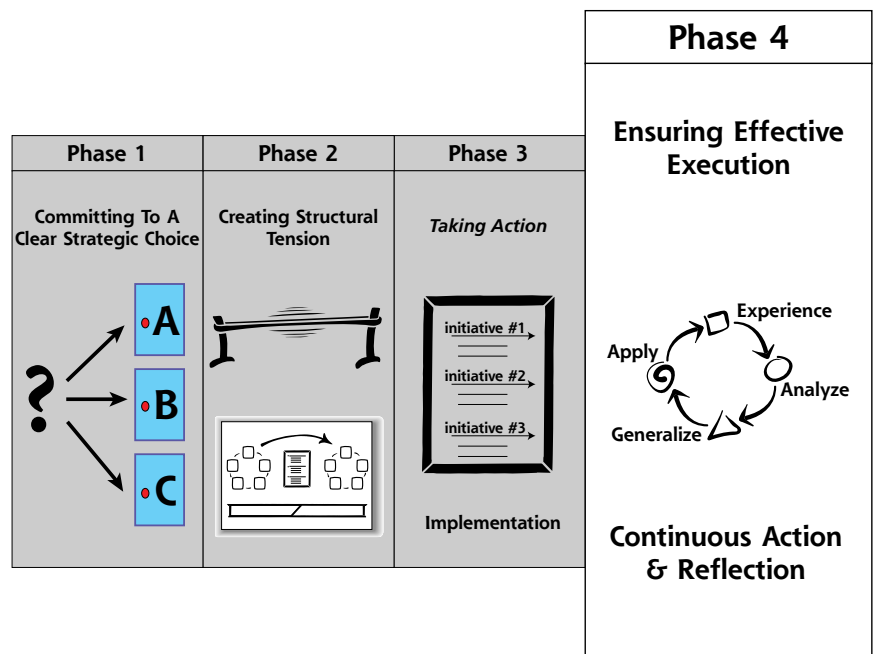 Phase 1
Committing To A
Clear Strategic Choice
?
A
B
C
Phase 2
Creating Structural
Tension
Phase 3
Taking Action
initiative #1
initiative #2
initiative #3
Implementation
Phase 4
Ensuring Effective
Execution
Experience
Apply
Analyze
Generalize
Continuous Action
& Reflection